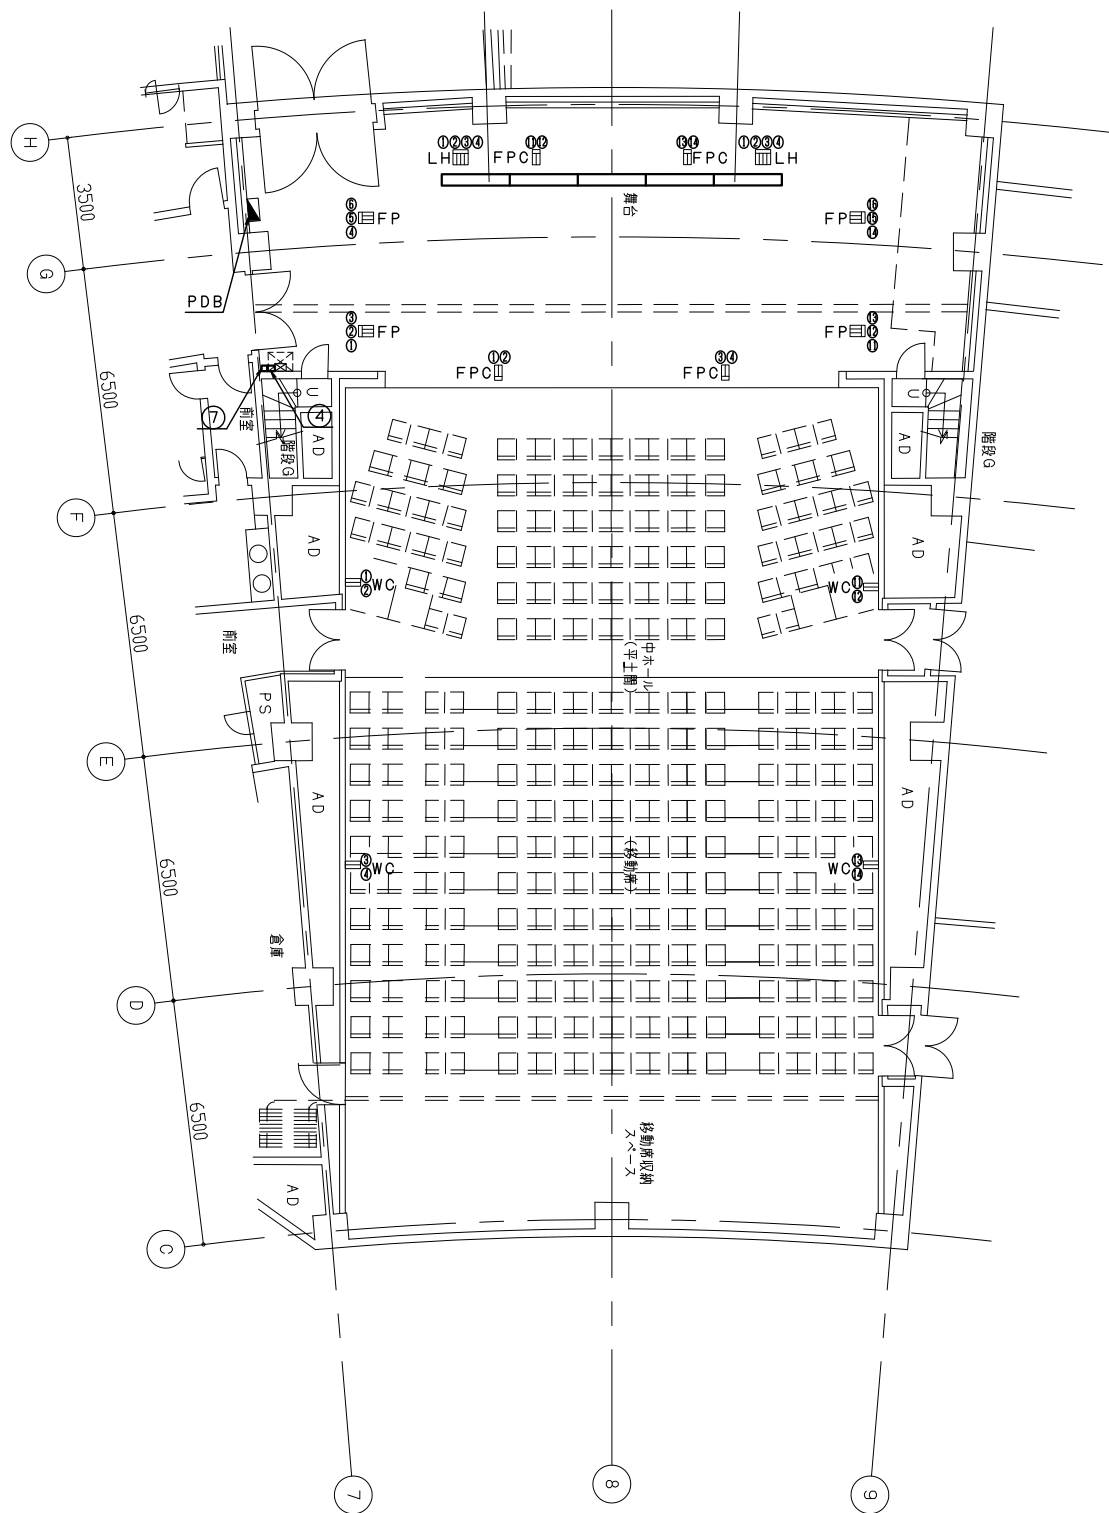 ①②③④ ⑪⑫ ⑬⑭ ①②③④
LH FPC FPC LH
舞台
⑥
⑤ FP
④
⑯
FP ⑮
⑭
PDB
③
② FP
①
⑬
FP ⑫
⑪
①②
FPC
③④
FPC
⑦ 前室 ④
U
AD
階段G
U
AD
階段G
AD
AD
①
② WC
⑪
WC ⑫
前室
中ホール
(平土間)
PS
AD
AD
(移動席)
③
④ WC
⑬
WC ⑭
倉庫
移動席収納
スペース
AD
H
3500
G
6500
F
6500
E
6500
D
6500
C
7
8
9